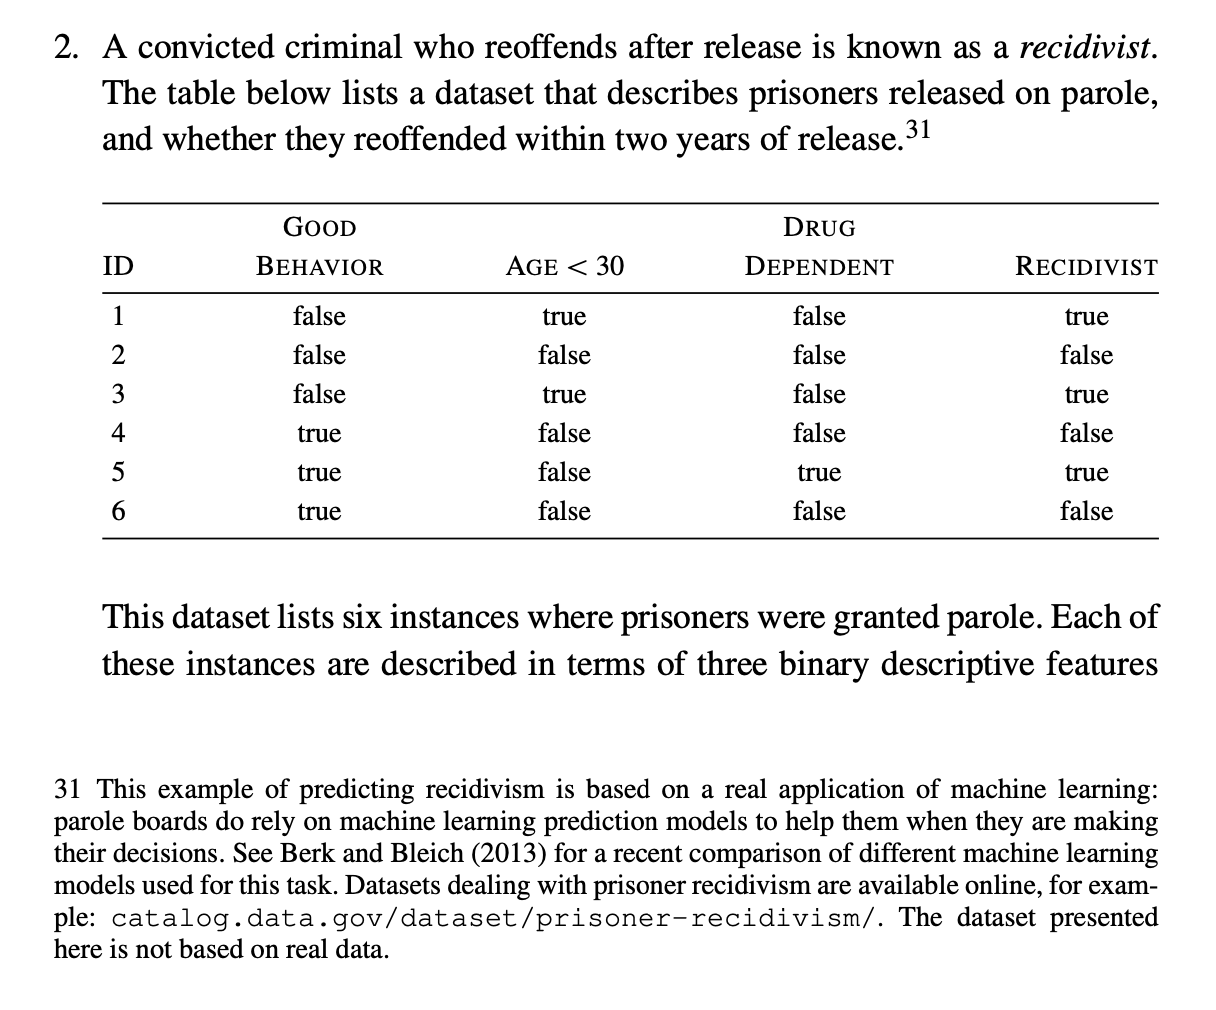 2. A convicted criminal who reoffends after release is known as a recidivist.
The table below lists a dataset that describes prisoners released on parole,
and whether they reoffended within two years of release.31
GOOD DRUG
ID BEHAVIOR AGE < 30 DEPENDENT RECIDIVIST
1 false true false true
2 false false false false
3 false true false true
4 true false false false
5 true false true true
6 true false false false
This dataset lists six instances where prisoners were granted parole. Each of
these instances are described in terms of three binary descriptive features
31 This example of predicting recidivism is based on a real application of machine learning:
parole boards do rely on machine learning prediction models to help them when they are making
their decisions. See Berk and Bleich (2013) for a recent comparison of different machine learning
models used for this task. Datasets dealing with prisoner recidivism are available online, for exam-
ple: catalog.data.gov/dataset/prisoner-recidivism/. The dataset presented
here is not based on real data.